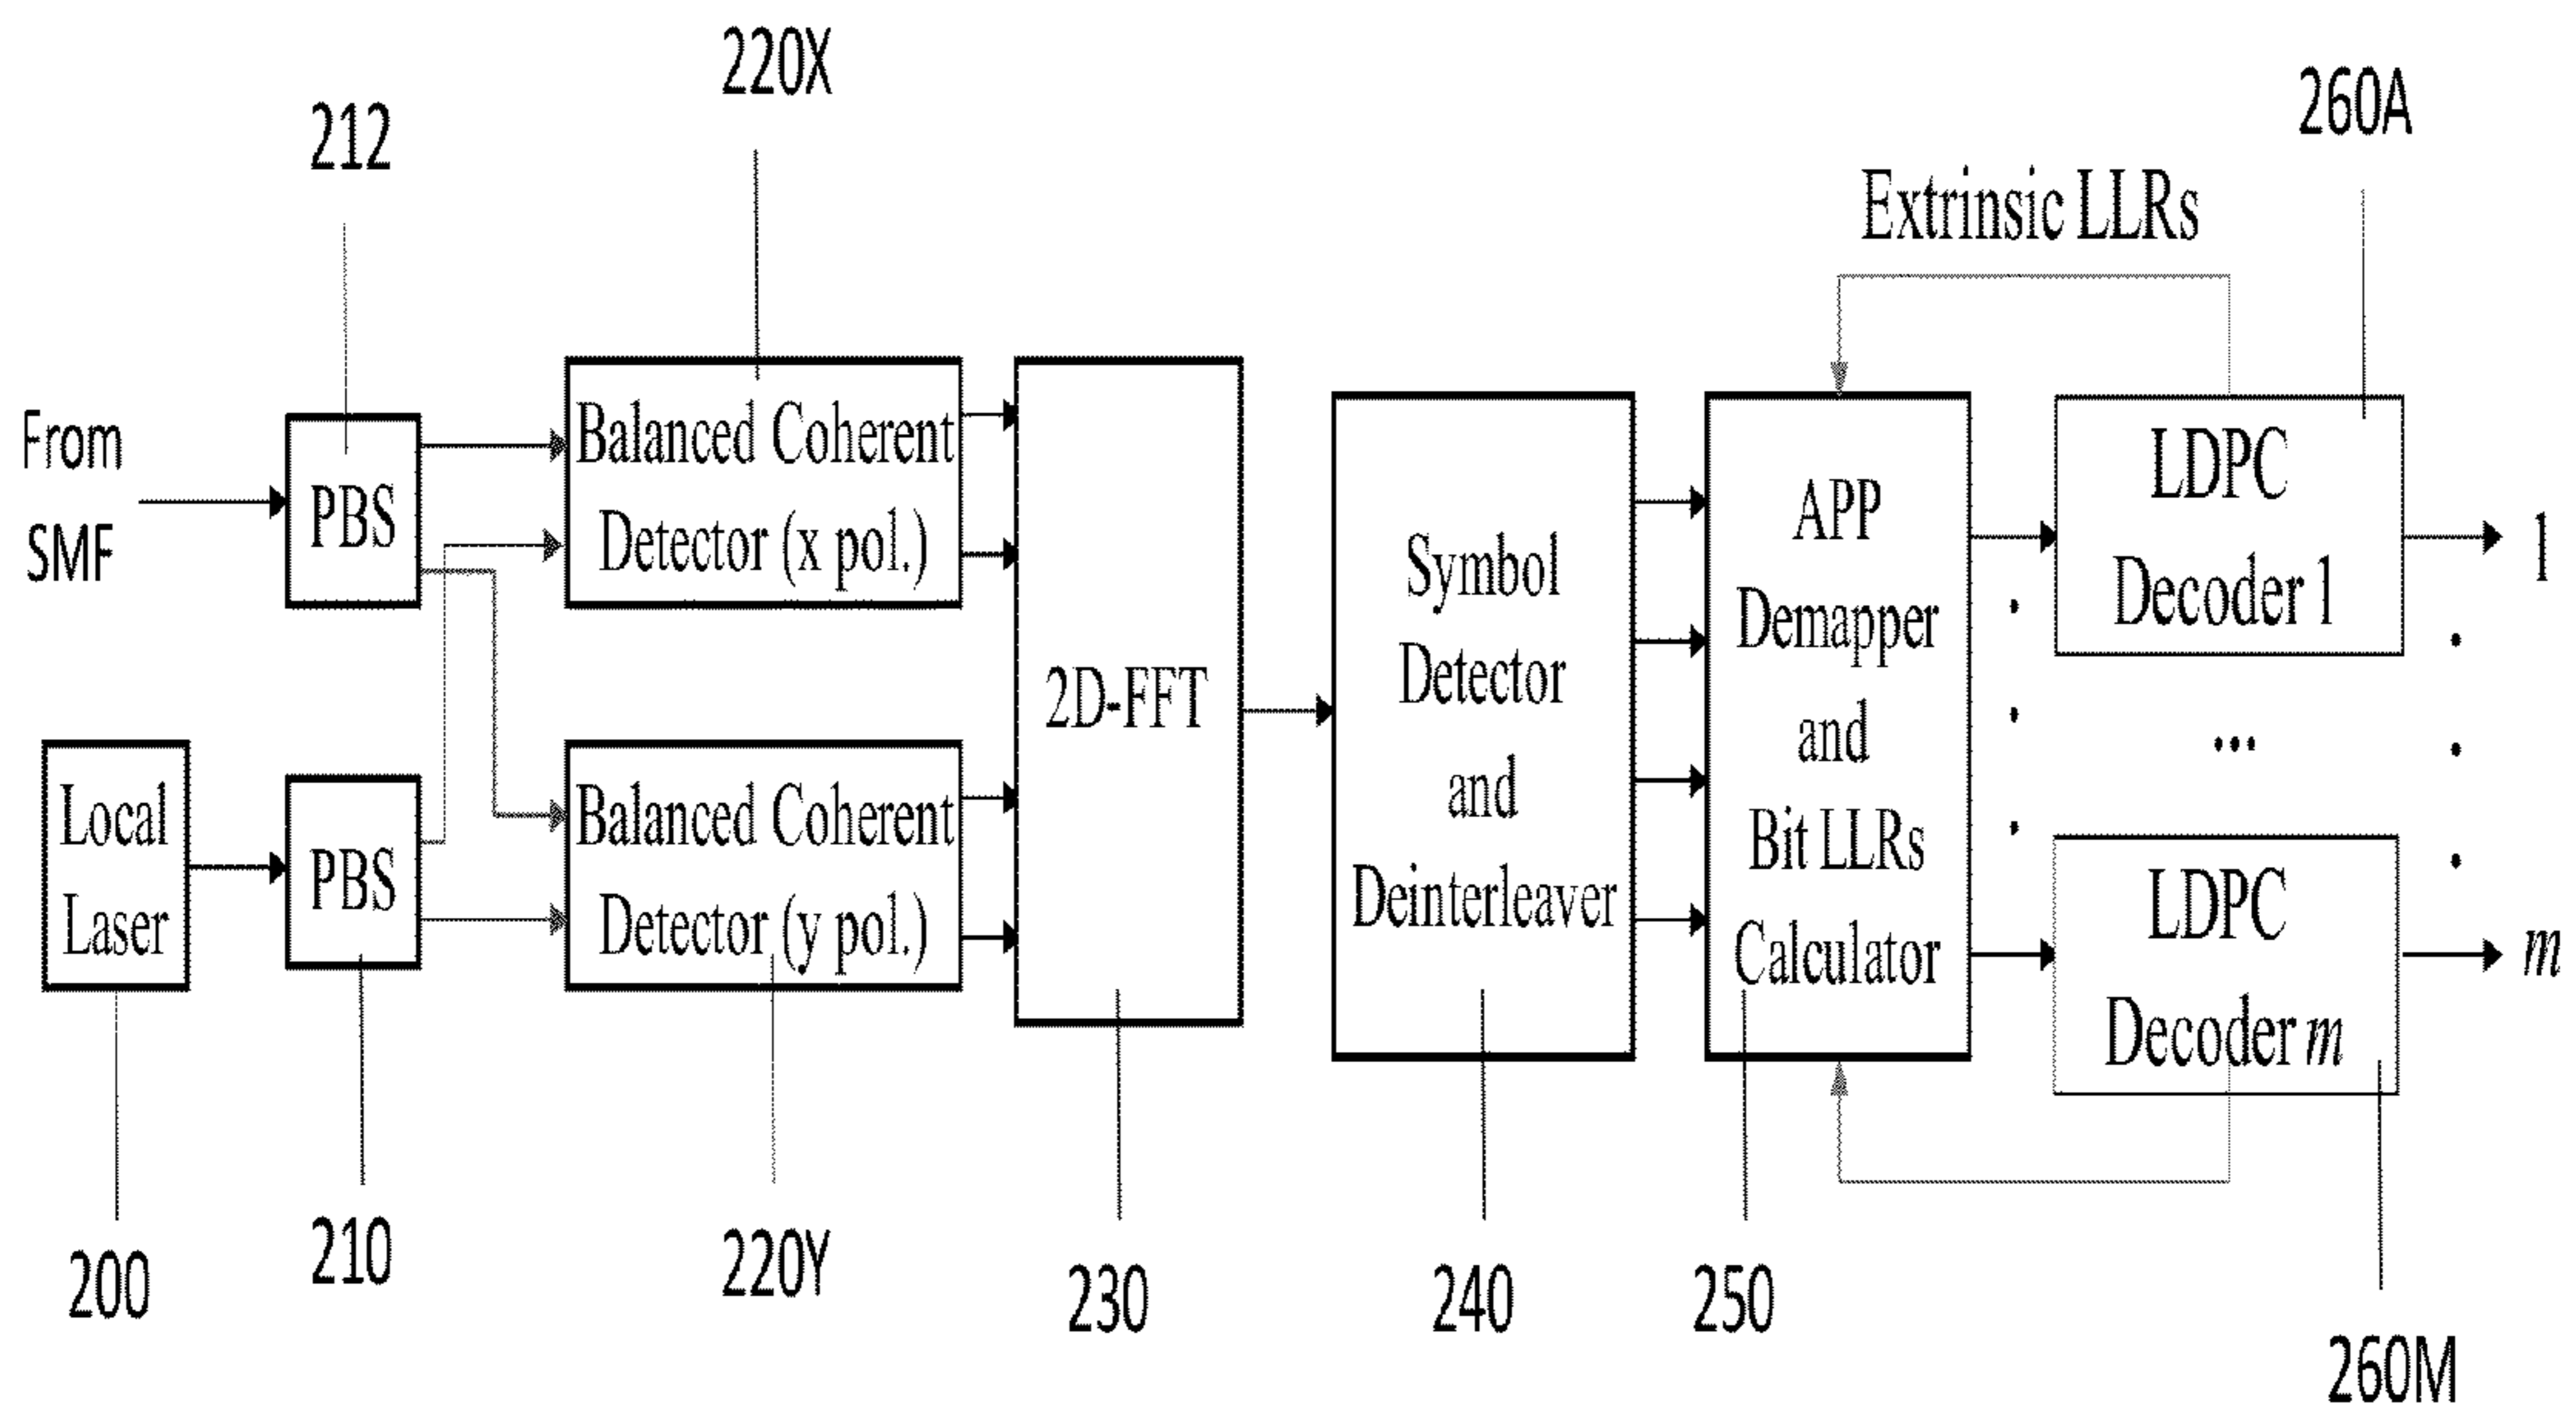 220X
260A
212
Extrinsic LLRs
From
SMF
PBS
Balanced Coherent
Detector (x pol.)
2D-FFT
Symbol
Detector
and
Deinterleaver
APP
Demapper
and
Bit LLRs
Calculator
LDPC
Decoder 1
1
...
Local
Laser
PBS
Balanced Coherent
Detector (y pol.)
LDPC
Decoder m
m
200
210
220Y
230
240
250
260M